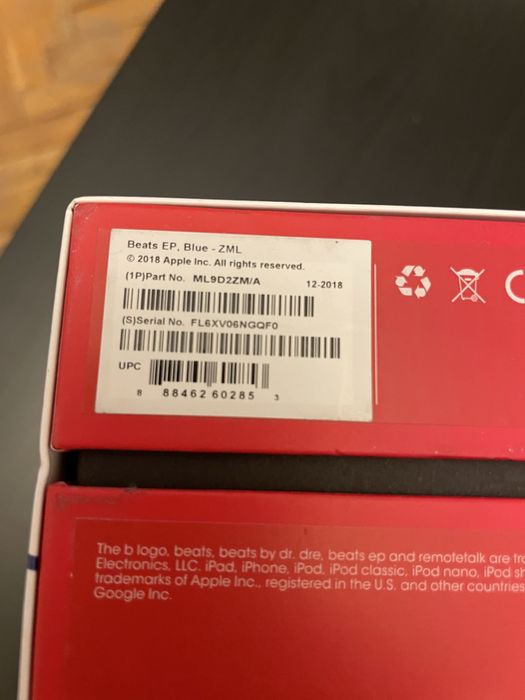 Beats EP, Blue - ZML
© 2018 Apple Inc. All rights reserved.
(1P)Part No. ML9D2ZM/A 12-2018
(S)Serial No. FL6XV06NGQF0
UPC
8 88462 60285 3
The b logo, beats, beats by dr. dre, beats ep and remotetalk are
Electronics, LLC. iPad, iPhone, iPod, iPod classic, iPod nano, iPod
trademarks of Apple Inc., registered in the U.S. and other countries
Google Inc.